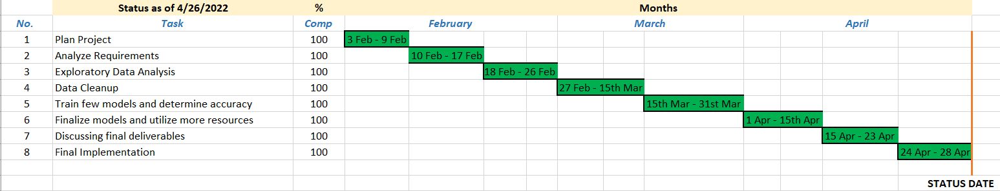 Status as of 4/26/2022 % Months
No. Task Comp February March April
1 Plan Project 100 3 Feb - 9 Feb
2 Analyze Requirements 100 10 Feb - 17 Feb
3 Exploratory Data Analysis 100 18 Feb - 26 Feb
4 Data Cleanup 100 27 Feb - 15th Mar
5 Train few models and determine accuracy 100 15th Mar - 31st Mar
6 Finalize models and utilize more resources 100 1 Apr - 15th Apr
7 Discussing final deliverables 100 15 Apr - 23 Apr
8 Final Implementation 100 24 Apr - 28 Apr
STATUS DATE